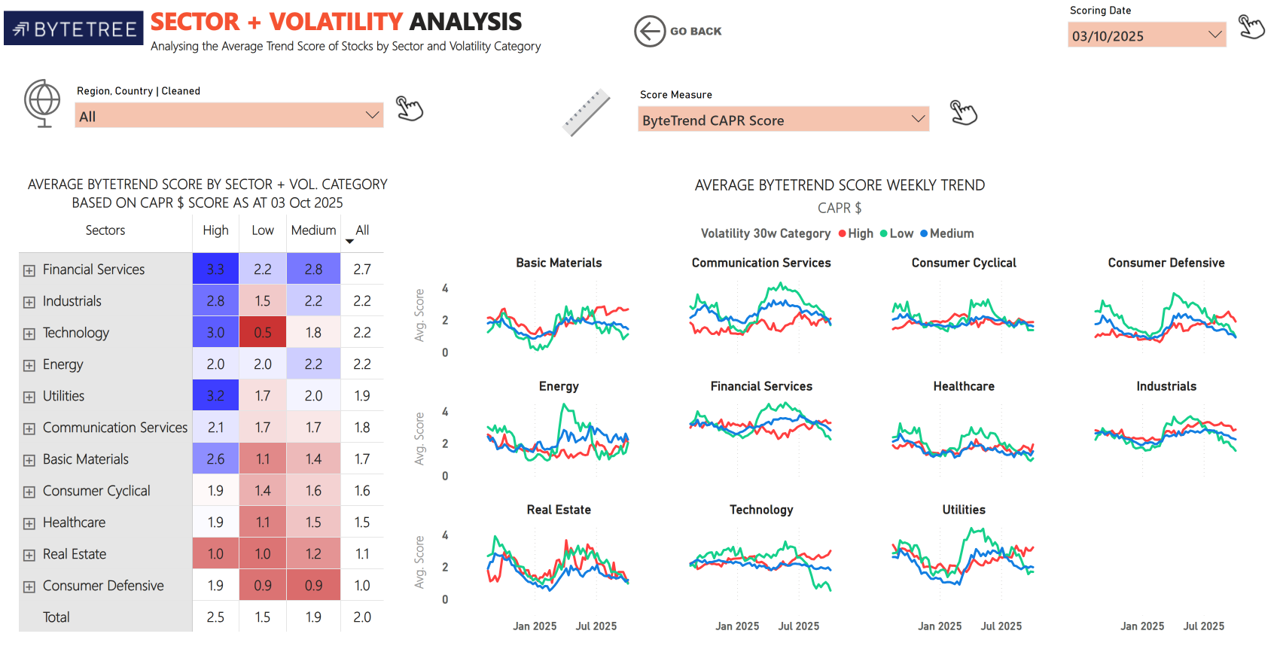 BYTETREE
SECTOR + VOLATILITY ANALYSIS
Analysing the Average Trend Score of Stocks by Sector and Volatility Category
GO BACK
Scoring Date
03/10/2025
Region, Country | Cleaned
All
Score Measure
ByteTrend CAPR Score
AVERAGE BYTETREND SCORE BY SECTOR + VOL. CATEGORY
BASED ON CAPR $ SCORE AS AT 03 Oct 2025
Sectors High Low Medium All
Financial Services 3.3 2.2 2.8 2.7
Industrials 2.8 1.5 2.2 2.2
Technology 3.0 0.5 1.8 2.2
Energy 2.0 2.0 2.2 2.2
Utilities 3.2 1.7 2.0 1.9
Communication Services 2.1 1.7 1.7 1.8
Basic Materials 2.6 1.1 1.4 1.7
Consumer Cyclical 1.9 1.4 1.6 1.6
Healthcare 1.9 1.1 1.5 1.5
Real Estate 1.0 1.0 1.2 1.1
Consumer Defensive 1.9 0.9 0.9 1.0
Total 2.5 1.5 1.9 2.0
AVERAGE BYTETREND SCORE WEEKLY TREND
CAPR $
Volatility 30w Category High Low Medium
Basic Materials Communication Services Consumer Cyclical Consumer Defensive
Avg. Score
4
2
0
Energy Financial Services Healthcare Industrials
Avg. Score
4
2
0
Real Estate Technology Utilities
Avg. Score
4
2
0
Jan 2025 Jul 2025 Jan 2025 Jul 2025 Jan 2025 Jul 2025 Jan 2025 Jul 2025